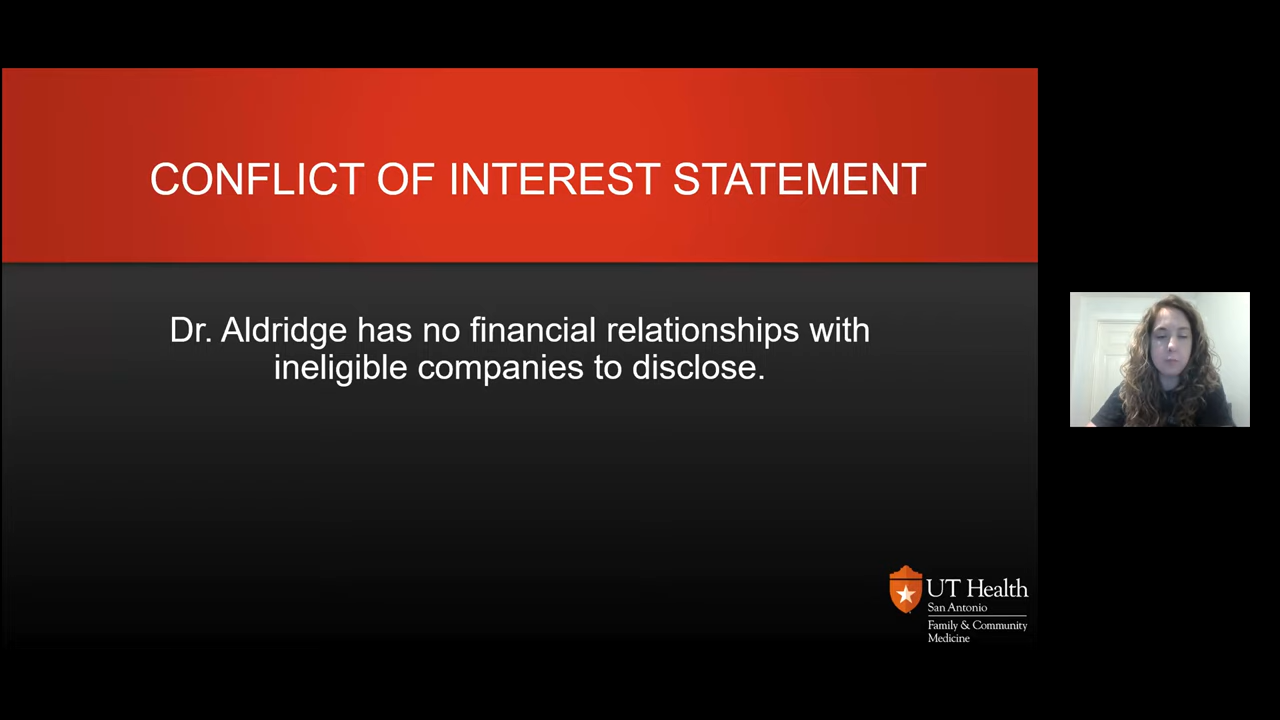 CONFLICT OF INTEREST STATEMENT
Dr. Aldridge has no financial relationships with
ineligible companies to disclose.
UT Health
San Antonio
Family & Community
Medicine